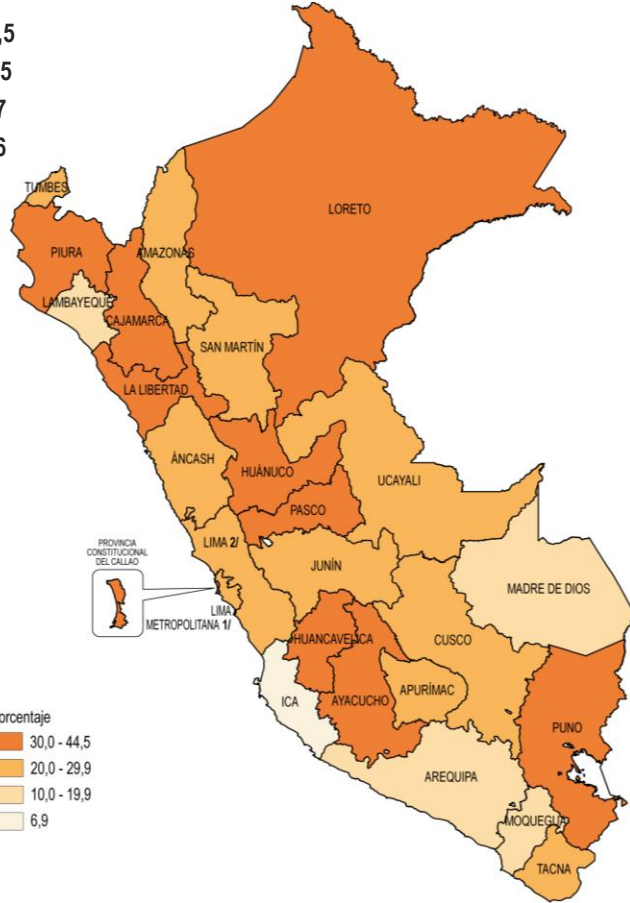 ,5
5
7
6
TUMBES
LORETO
PIURA
AMAZONAS
LAMBAYEQUE
CAJAMARCA
SAN MARTÍN
LA LIBERTAD
ÁNCASH
HUÁNUCO
UCAYALI
PASCO
LIMA 2/
PROVINCIA
CONSTITUCIONAL
DEL CALLAO
JUNÍN
MADRE DE DIOS
LIMA
METROPOLITANA 1/
HUANCAVELICA
CUSCO
ICA
AYACUCHO
APURÍMAC
PUNO
orcentaje
30,0 - 44,5
20,0 - 29,9
10,0 - 19,9
6,9
AREQUIPA
MOQUEGUA
TACNA